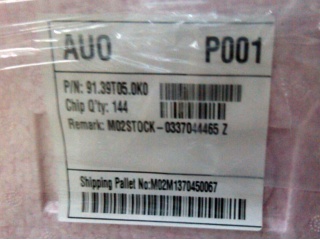 AUO P001
P/N: 91.39T05.0K0
Chip Q'ty: 144
Remark: M02STOCK-0337044465 Z
Shipping Pallet No:M02M1370450067